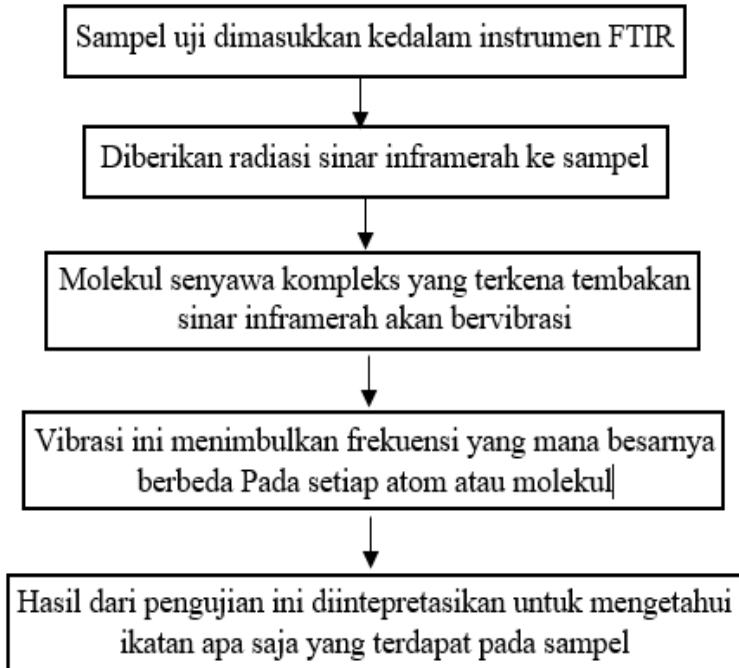 Sampel uji dimasukkan kedalam instrumen FTIR
Diberikan radiasi sinar inframerah ke sampel
Molekul senyawa kompleks yang terkena tembakan
sinar inframerah akan bervibrasi
Vibrasi ini menimbulkan frekuensi yang mana besarnya
berbeda Pada setiap atom atau molekul
Hasil dari pengujian ini diintepretasikan untuk mengetahui
ikatan apa saja yang terdapat pada sampel